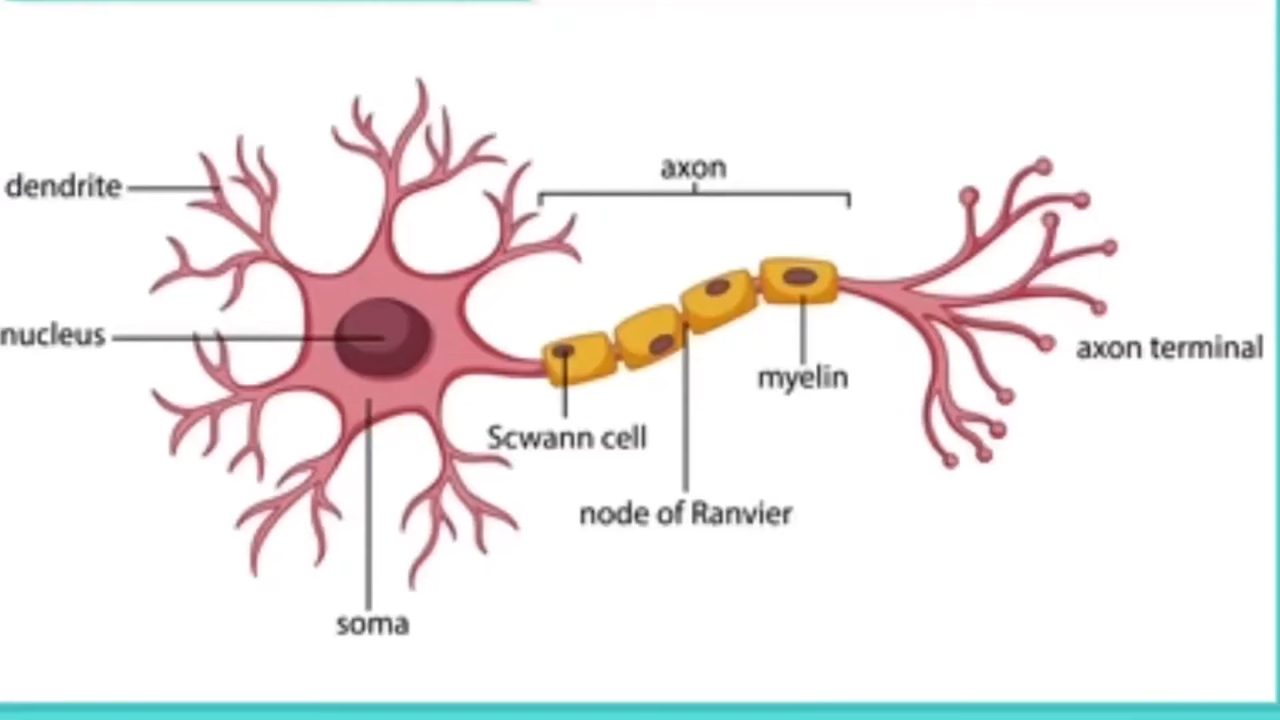 axon
dendrite
nucleus
axon terminal
myelin
Scwann cell
node of Ranvier
soma